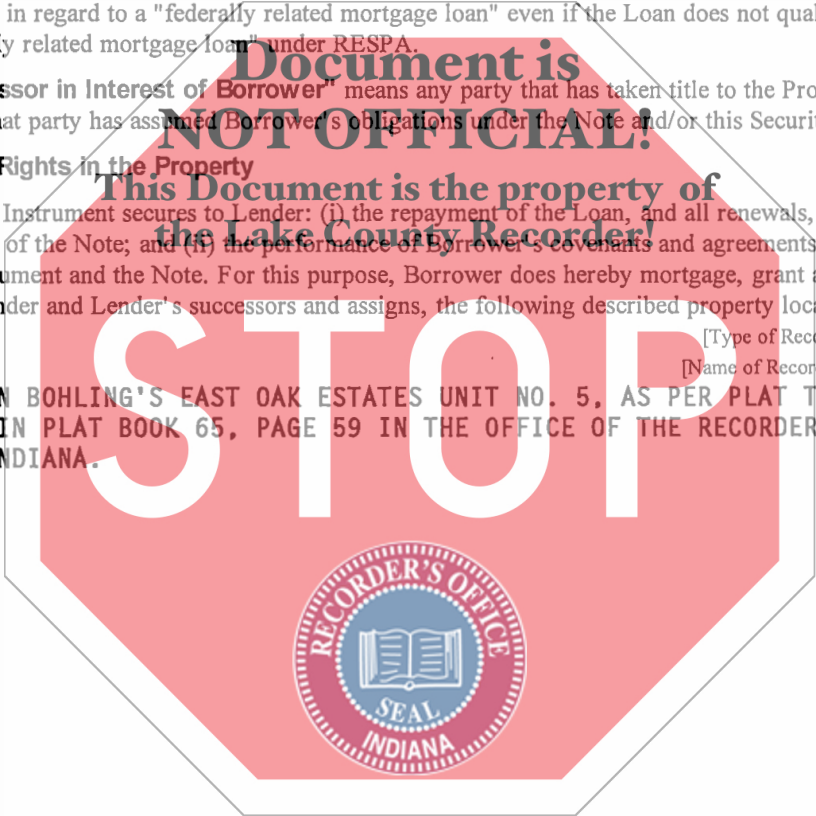 in regard to a "federally related mortgage loan" even if the Loan does not qual
y related mortgage loan" under RESPA.
Document is
ssor in Interest of Borrower" means any party that has taken title to the Pro
NOT OFFICIAL!
at party has assumed Borrower's obligations under the Note and/or this Securit
Rights in the Property
This Document is the property of
Instrument secures to Lender: (i) the repayment of the Loan, and all renewals,
the Lake County Recorder!
of the Note; and (ii) the performance of Borrower's covenants and agreements
ument and the Note. For this purpose, Borrower does hereby mortgage, grant a
der and Lender's successors and assigns, the following described property loca
[Type of Reco
[Name of Recor
STOP
N BOHLING'S EAST OAK ESTATES UNIT NO. 5, AS PER PLAT T
IN PLAT BOOK 65, PAGE 59 IN THE OFFICE OF THE RECORDER
NDIANA.
RECORDER'S OFFICE
SEAL
INDIANA